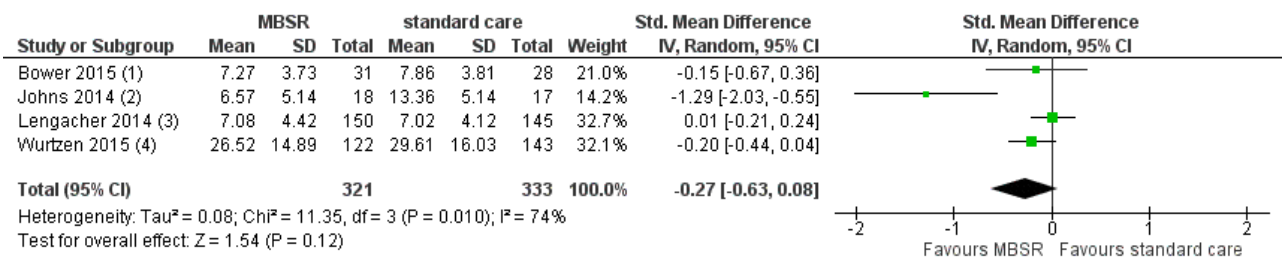 MBSR standard care Std. Mean Difference Std. Mean Difference
Study or Subgroup Mean SD Total Mean SD Total Weight IV, Random, 95% CI IV, Random, 95% CI
Bower 2015 (1) 7.27 3.73 31 7.86 3.81 28 21.0% -0.15 [-0.67, 0.36]
Johns 2014 (2) 6.57 5.14 18 13.36 5.14 17 14.2% -1.29 [-2.03, -0.55]
Lengacher 2014 (3) 7.08 4.42 150 7.02 4.12 145 32.7% 0.01 [-0.21, 0.24]
Wurtzen 2015 (4) 26.52 14.89 122 29.61 16.03 143 32.1% -0.20 [-0.44, 0.04]
Total (95% CI) 321 333 100.0% -0.27 [-0.63, 0.08]
Heterogeneity: Tau² = 0.08; Chi² = 11.35, df = 3 (P = 0.010); I² = 74%
Test for overall effect: Z = 1.54 (P = 0.12)
-2 -1 0 1 2
Favours MBSR Favours standard care